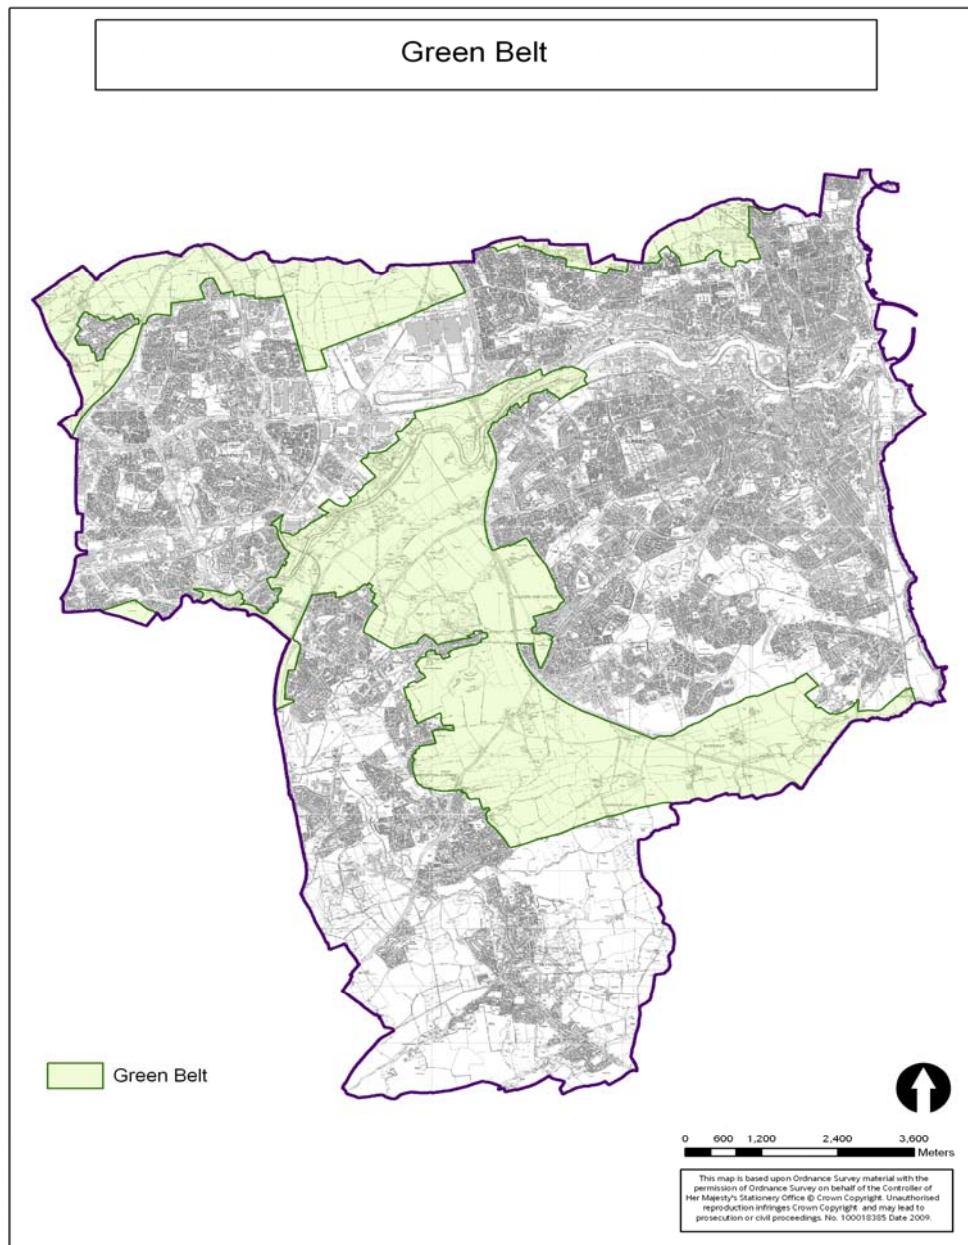 Green Belt
Green Belt
0 600 1,200 2,400 3,600
Meters
This map is based upon Ordnance Survey material with the
permission of Ordnance Survey on behalf of the Controller of
Her Majesty's Stationery Office © Crown Copyright. Unauthorised
reproduction infringes Crown Copyright and may lead to
prosecution or civil proceedings. No. 100018385 Date 2009.